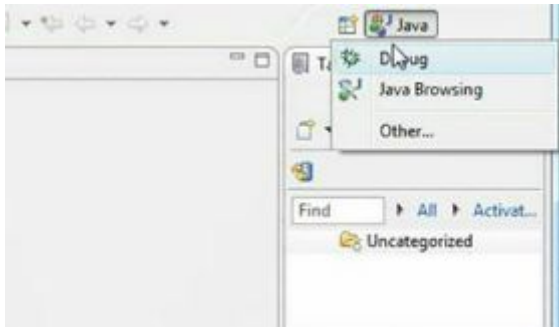 Java
Debug
Java Browsing
Other...
Find
All
Activat...
Uncategorized